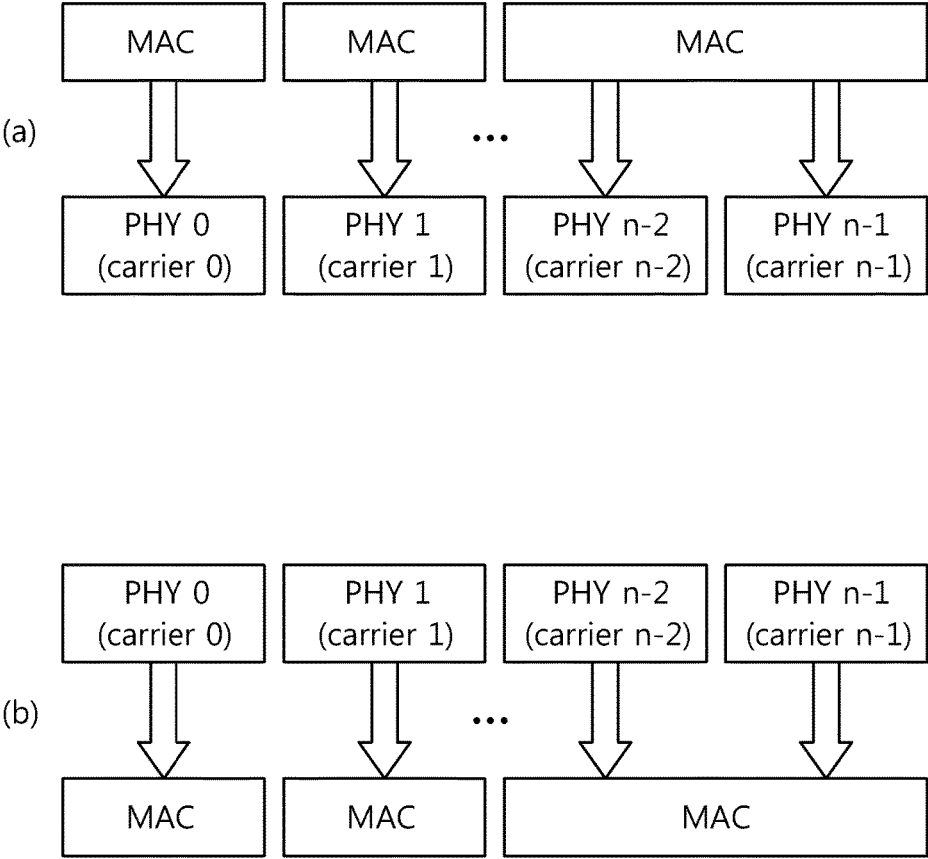 MAC MAC MAC
(a) ...
PHY 0 PHY 1 PHY n-2 PHY n-1
(carrier 0) (carrier 1) (carrier n-2) (carrier n-1)
PHY 0 PHY 1 PHY n-2 PHY n-1
(carrier 0) (carrier 1) (carrier n-2) (carrier n-1)
(b) ...
MAC MAC MAC